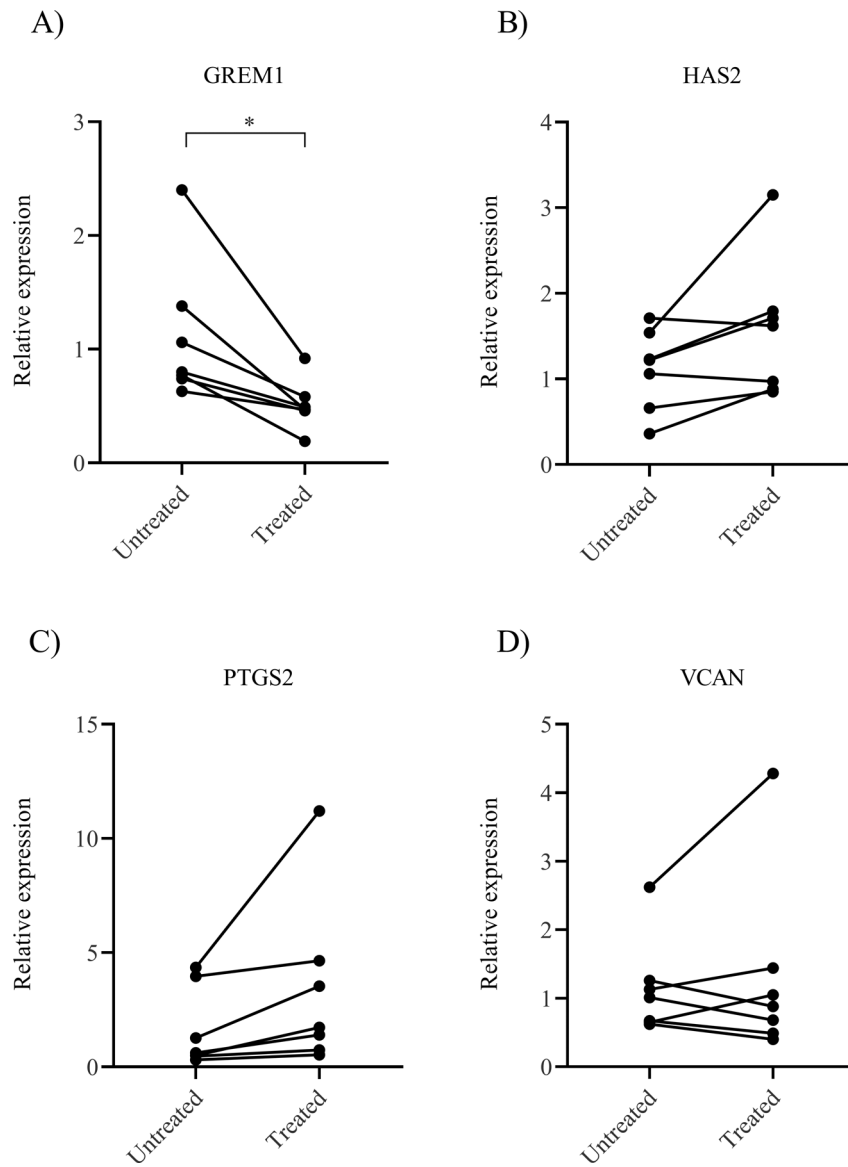 A)
GREM1
*
3
2
1
0
Relative expression
Untreated
Treated
B)
HAS2
4
3
2
1
0
Relative expression
Untreated
Treated
C)
PTGS2
15
10
5
0
Relative expression
Untreated
Treated
D)
VCAN
5
4
3
2
1
0
Relative expression
Untreated
Treated